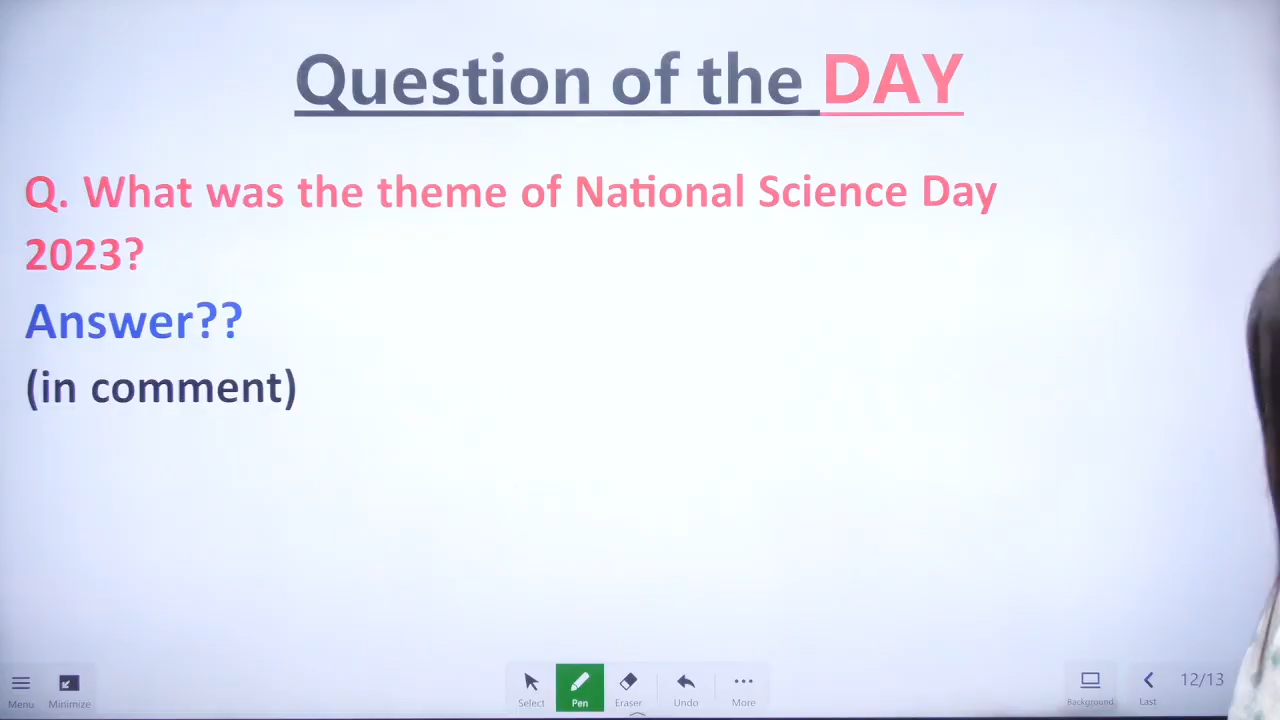 Question of the DAY
Q. What was the theme of National Science Day
2023?
Answer??
(in comment)
Menu
Minimize
Select
Pen
Eraser
Undo
More
Background
Last
12/13